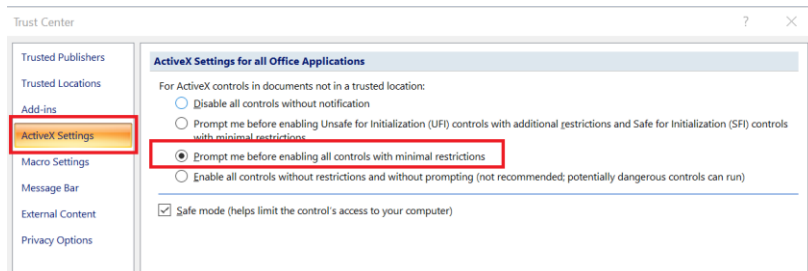 Trust Center
Trusted Publishers
Trusted Locations
Add-ins
ActiveX Settings
Macro Settings
Message Bar
External Content
Privacy Options
ActiveX Settings for all Office Applications
For ActiveX controls in documents not in a trusted location:
Disable all controls without notification
Prompt me before enabling Unsafe for Initialization (UFI) controls with additional restrictions and Safe for Initialization (SFI) controls
with minimal restrictions
Prompt me before enabling all controls with minimal restrictions
Enable all controls without restrictions and without prompting (not recommended; potentially dangerous controls can run)
Safe mode (helps limit the control's access to your computer)